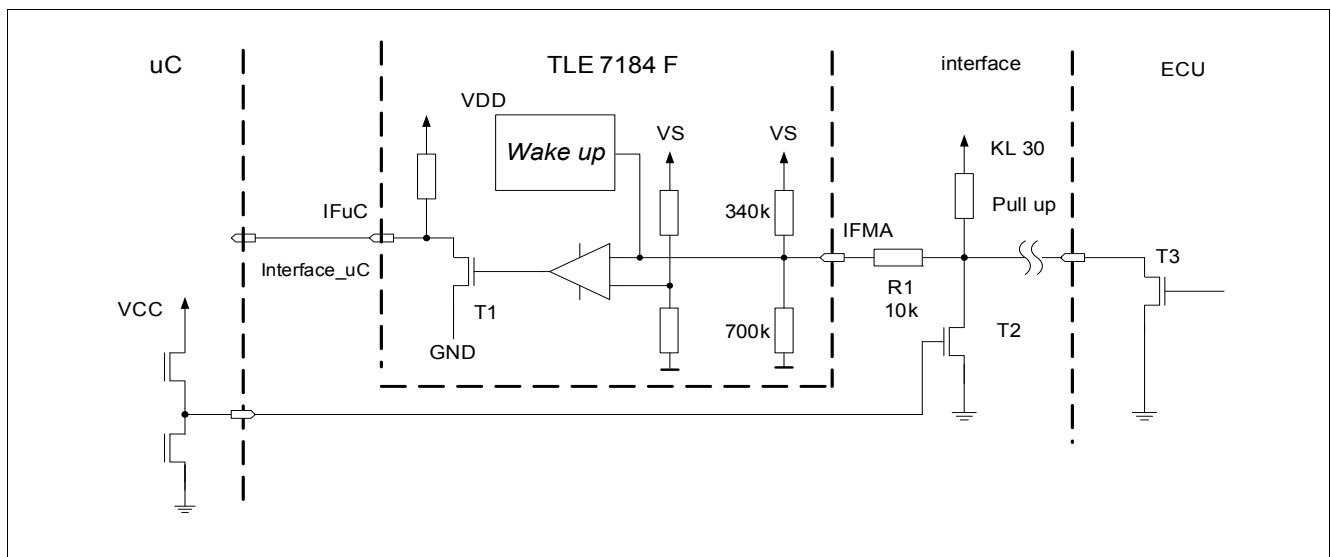 uC
TLE 7184 F
interface
ECU
VDD
Wake up
VS
VS
KL 30
340k
Pull up
IFuC
IFMA
T3
Interface_uC
R1
10k
T2
VCC
T1
700k
GND